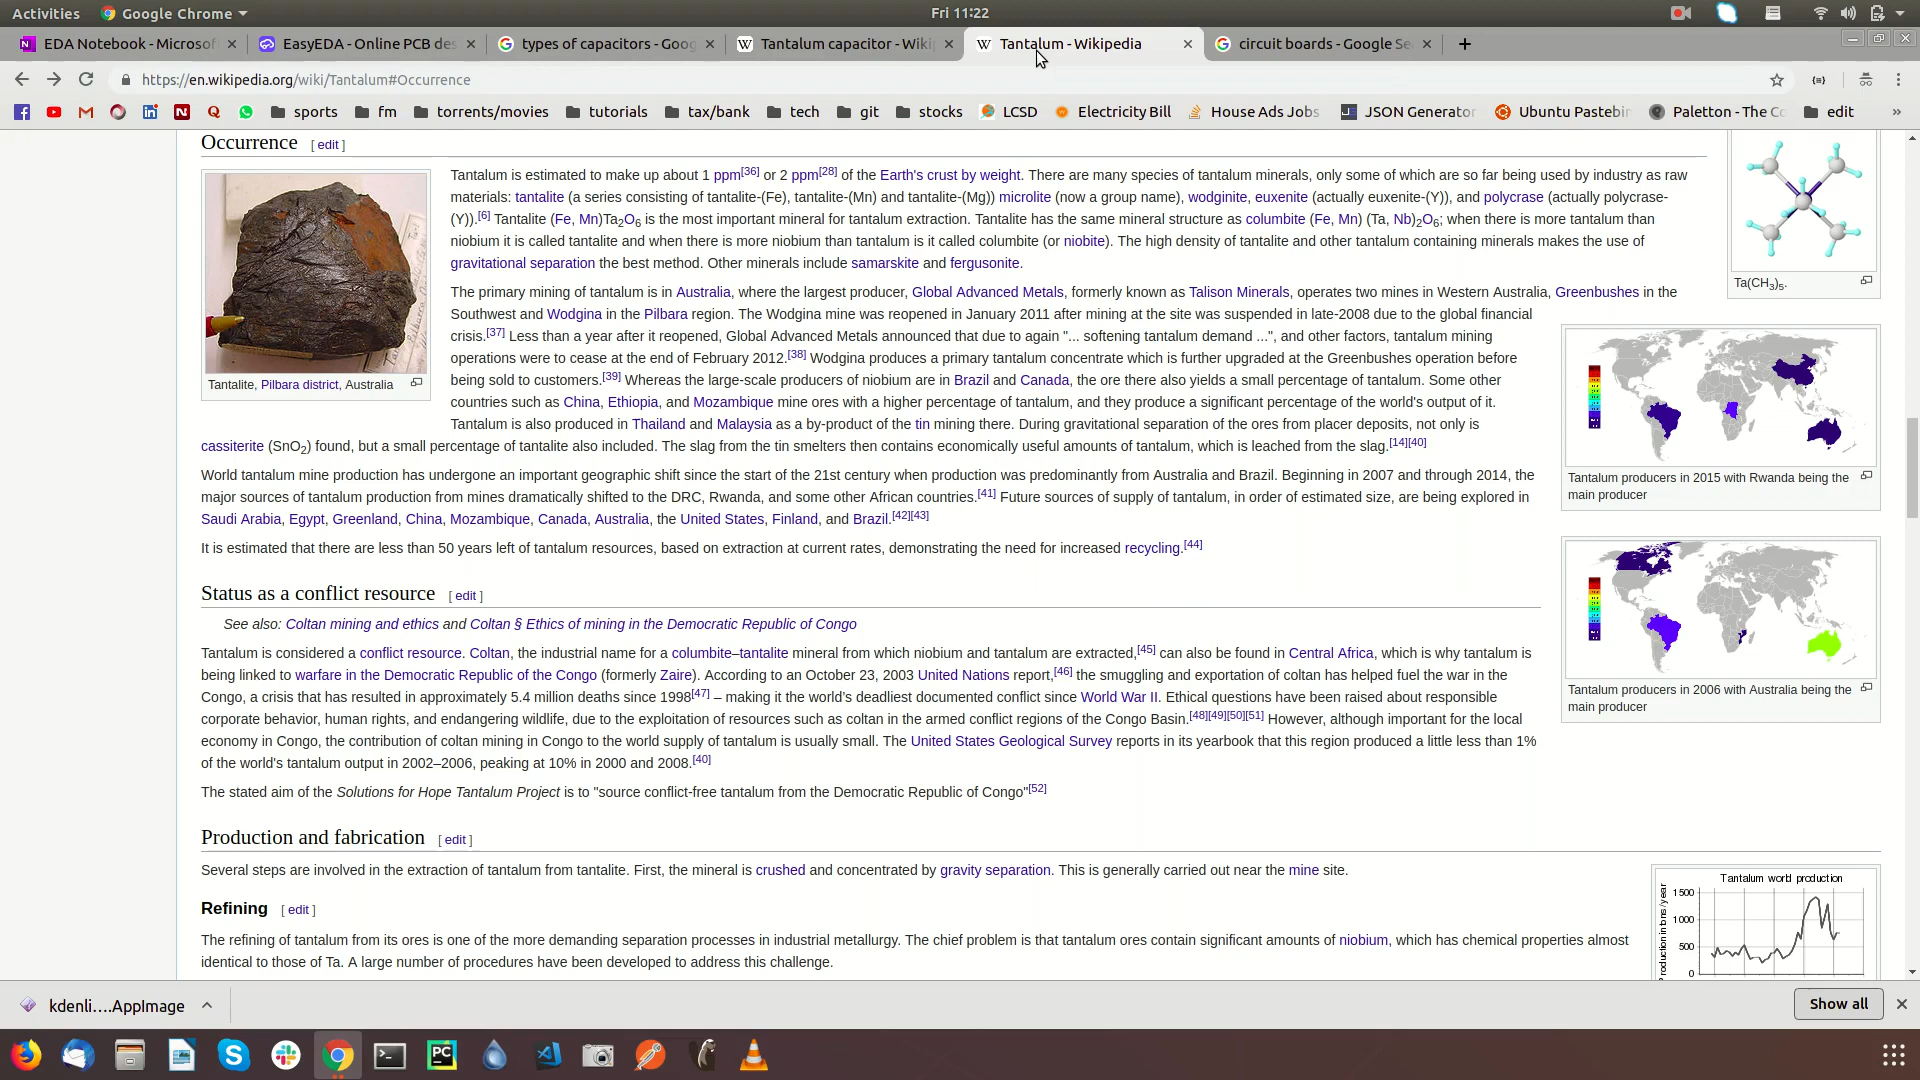 Activities
Google Chrome
Fri 11:22
EDA Notebook - Microsof
EasyEDA - Online PCB de
types of capacitors - Goog
Tantalum capacitor - Wiki
Tantalum - Wikipedia
circuit boards - Google Se
https://en.wikipedia.org/wiki/Tantalum#Occurrence
sports
fm
torrents/movies
tutorials
tax/bank
tech
git
stocks
LCSD
Electricity Bill
House Ads Jobs
JSON Generator
Ubuntu Pastebin
Paletton - The Co
edit
»
Occurrence [ edit ]
Tantalum is estimated to make up about 1 ppm[36] or 2 ppm[28] of the Earth's crust by weight. There are many species of tantalum minerals, only some of which are so far being used by industry as raw
materials: tantalite (a series consisting of tantalite-(Fe), tantalite-(Mn) and tantalite-(Mg)) microlite (now a group name), wodginite, euxenite (actually euxenite-(Y)), and polycrase (actually polycrase-
(Y)).[6] Tantalite (Fe, Mn)Ta2O6 is the most important mineral for tantalum extraction. Tantalite has the same mineral structure as columbite (Fe, Mn) (Ta, Nb)2O6; when there is more tantalum than
niobium it is called tantalite and when there is more niobium than tantalum is it called columbite (or niobite). The high density of tantalite and other tantalum containing minerals makes the use of
gravitational separation the best method. Other minerals include samarskite and fergusonite.
Ta(CH3)5.
The primary mining of tantalum is in Australia, where the largest producer, Global Advanced Metals, formerly known as Talison Minerals, operates two mines in Western Australia, Greenbushes in the
Southwest and Wodgina in the Pilbara region. The Wodgina mine was reopened in January 2011 after mining at the site was suspended in late-2008 due to the global financial
crisis.[37] Less than a year after it reopened, Global Advanced Metals announced that due to again "... softening tantalum demand ...", and other factors, tantalum mining
operations were to cease at the end of February 2012.[38] Wodgina produces a primary tantalum concentrate which is further upgraded at the Greenbushes operation before
being sold to customers.[39] Whereas the large-scale producers of niobium are in Brazil and Canada, the ore there also yields a small percentage of tantalum. Some other
countries such as China, Ethiopia, and Mozambique mine ores with a higher percentage of tantalum, and they produce a significant percentage of the world's output of it.
Tantalum is also produced in Thailand and Malaysia as a by-product of the tin mining there. During gravitational separation of the ores from placer deposits, not only is
cassiterite (SnO2) found, but a small percentage of tantalite also included. The slag from the tin smelters then contains economically useful amounts of tantalum, which is leached from the slag.[14][40]
Tantalite, Pilbara district, Australia
World tantalum mine production has undergone an important geographic shift since the start of the 21st century when production was predominantly from Australia and Brazil. Beginning in 2007 and through 2014, the
major sources of tantalum production from mines dramatically shifted to the DRC, Rwanda, and some other African countries.[41] Future sources of supply of tantalum, in order of estimated size, are being explored in
Saudi Arabia, Egypt, Greenland, China, Mozambique, Canada, Australia, the United States, Finland, and Brazil.[42][43]
It is estimated that there are less than 50 years left of tantalum resources, based on extraction at current rates, demonstrating the need for increased recycling.[44]
Tantalum producers in 2015 with Rwanda being the
main producer
Status as a conflict resource [ edit ]
See also: Coltan mining and ethics and Coltan § Ethics of mining in the Democratic Republic of Congo
Tantalum is considered a conflict resource. Coltan, the industrial name for a columbite–tantalite mineral from which niobium and tantalum are extracted,[45] can also be found in Central Africa, which is why tantalum is
being linked to warfare in the Democratic Republic of the Congo (formerly Zaire). According to an October 23, 2003 United Nations report,[46] the smuggling and exportation of coltan has helped fuel the war in the
Congo, a crisis that has resulted in approximately 5.4 million deaths since 1998[47] – making it the world's deadliest documented conflict since World War II. Ethical questions have been raised about responsible
corporate behavior, human rights, and endangering wildlife, due to the exploitation of resources such as coltan in the armed conflict regions of the Congo Basin.[48][49][50][51] However, although important for the local
economy in Congo, the contribution of coltan mining in Congo to the world supply of tantalum is usually small. The United States Geological Survey reports in its yearbook that this region produced a little less than 1%
of the world's tantalum output in 2002–2006, peaking at 10% in 2000 and 2008.[40]
The stated aim of the Solutions for Hope Tantalum Project is to "source conflict-free tantalum from the Democratic Republic of Congo"[52]
Tantalum producers in 2006 with Australia being the
main producer
Production and fabrication [ edit ]
Several steps are involved in the extraction of tantalum from tantalite. First, the mineral is crushed and concentrated by gravity separation. This is generally carried out near the mine site.
Refining [ edit ]
The refining of tantalum from its ores is one of the more demanding separation processes in industrial metallurgy. The chief problem is that tantalum ores contain significant amounts of niobium, which has chemical properties almost
identical to those of Ta. A large number of procedures have been developed to address this challenge.
Tantalum world production
Production in tons/year
1500
1000
500
0
kdenli....AppImage
Show all